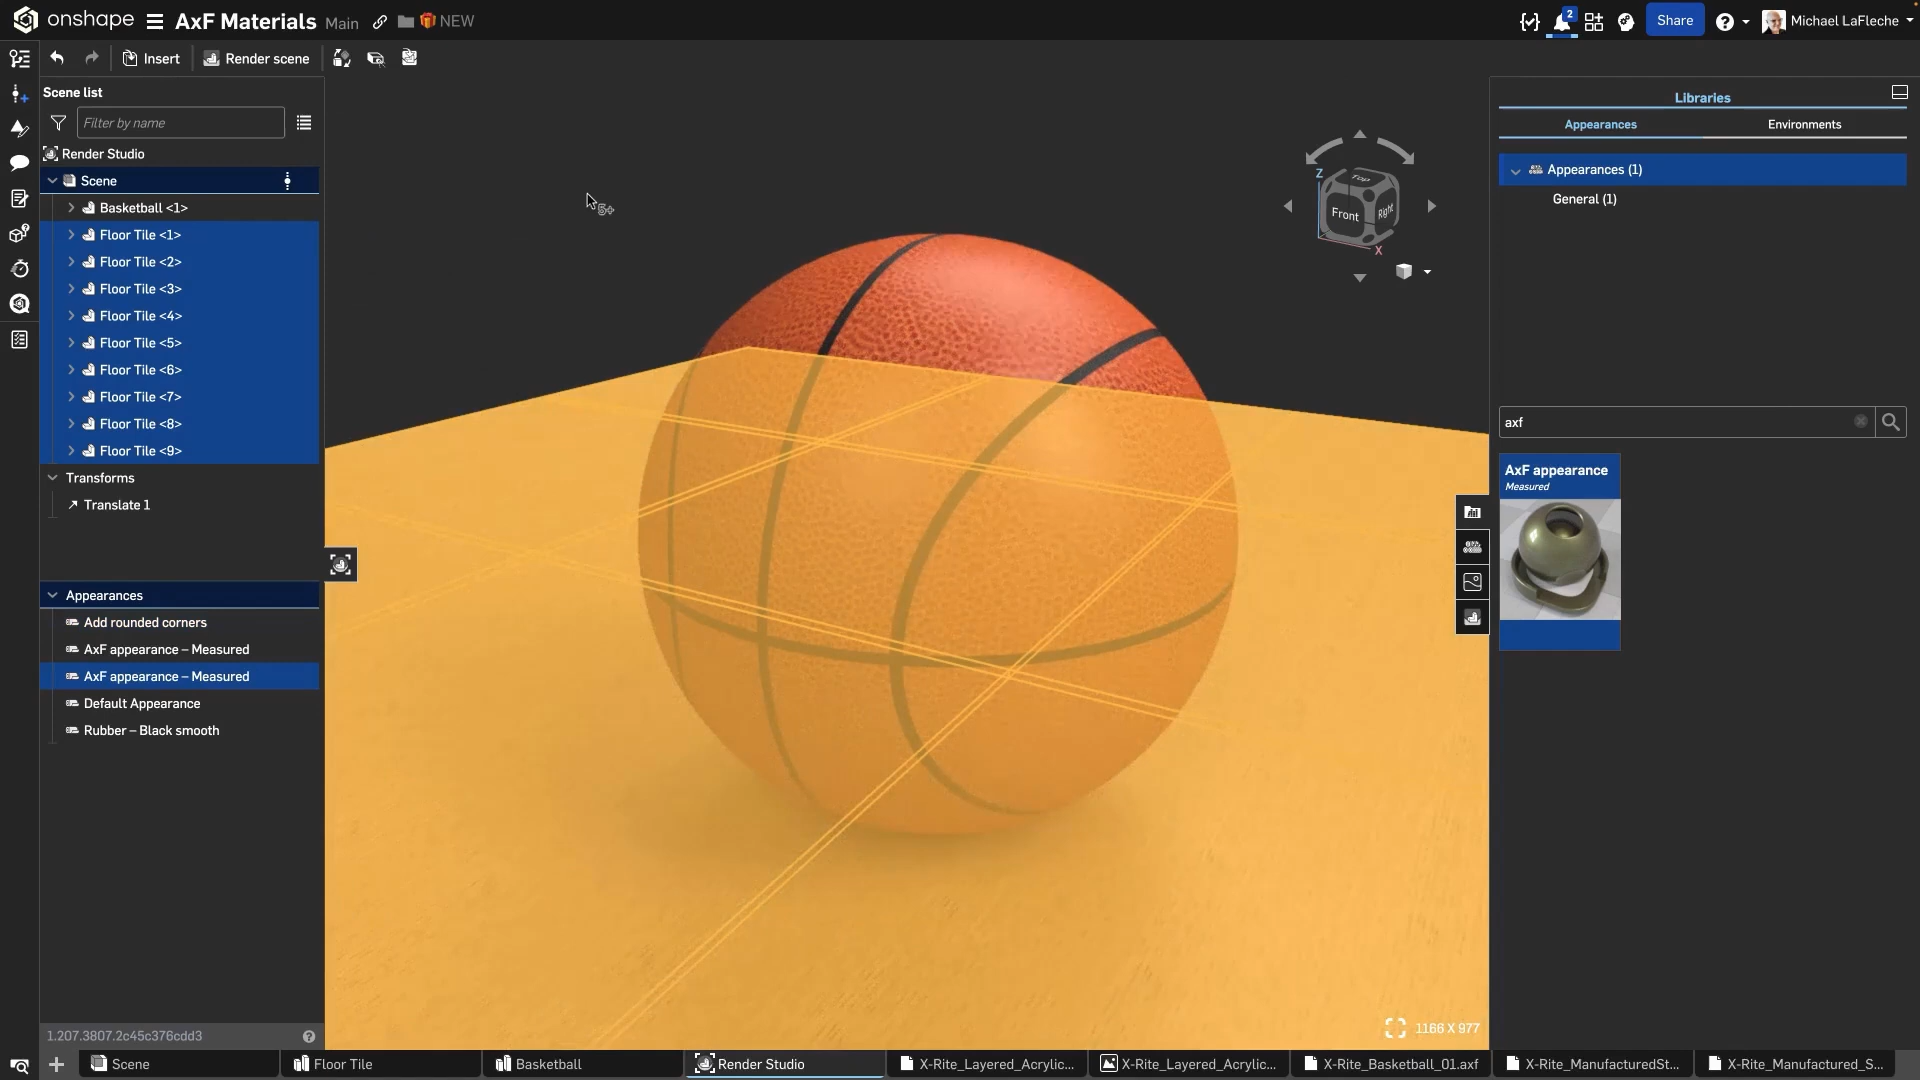 onshape
AxF Materials Main
NEW
2
Share
Michael LaFleche
Insert
Render scene
Scene list
Filter by name
Render Studio
Scene
Basketball <1>
Floor Tile <1>
Floor Tile <2>
Floor Tile <3>
Floor Tile <4>
Floor Tile <5>
Floor Tile <6>
Floor Tile <7>
Floor Tile <8>
Floor Tile <9>
Transforms
Translate 1
Appearances
Add rounded corners
AxF appearance – Measured
AxF appearance – Measured
Default Appearance
Rubber – Black smooth
1.207.3807.2c45c376cdd3
5+
Z
Top
Front
Right
X
1166 X 977
Libraries
Appearances
Environments
Appearances (1)
General (1)
axf
AxF appearance
Measured
Scene
Floor Tile
Basketball
Render Studio
X-Rite_Layered_Acrylic...
X-Rite_Layered_Acrylic...
X-Rite_Basketball_01.axf
X-Rite_ManufacturedSt...
X-Rite_Manufactured_S...